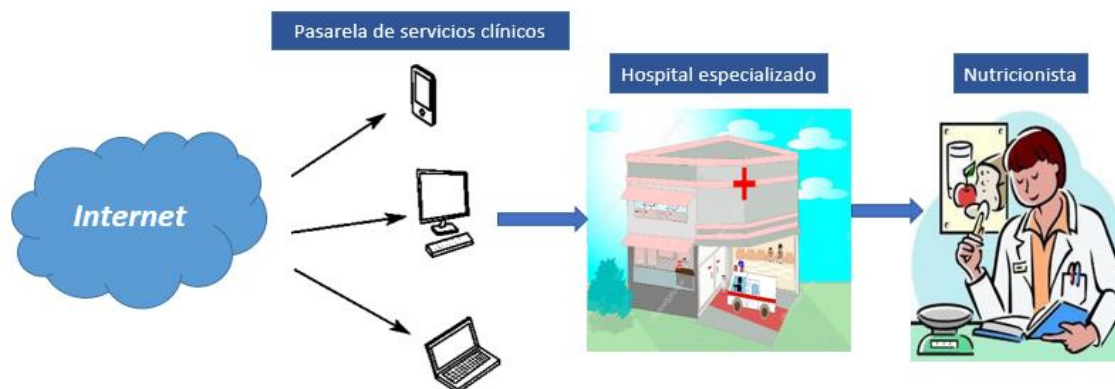 Pasarela de servicios clínicos
Hospital especializado
Nutricionista
Internet